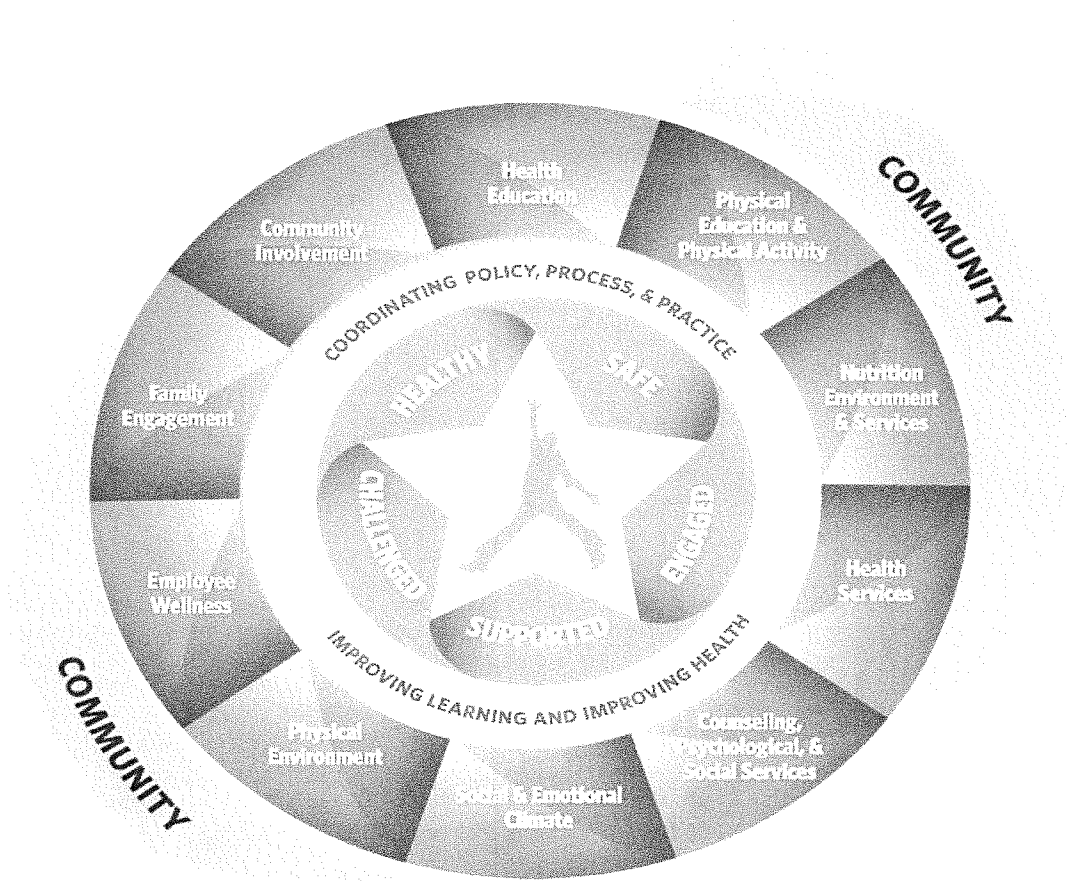 COMMUNITY
Health
Education
Physical
Education &
Physical Activity
Nutrition
Environment
& Services
Health
Services
Counseling,
Psychological, &
Social Services
Social & Emotional
Climate
Physical
Environment
Employee
Wellness
Family
Engagement
Community
Involvement
COORDINATING POLICY, PROCESS, & PRACTICE
IMPROVING LEARNING AND IMPROVING HEALTH
HEALTHY
SAFE
ENGAGED
SUPPORTED
CHALLENGED
COMMUNITY